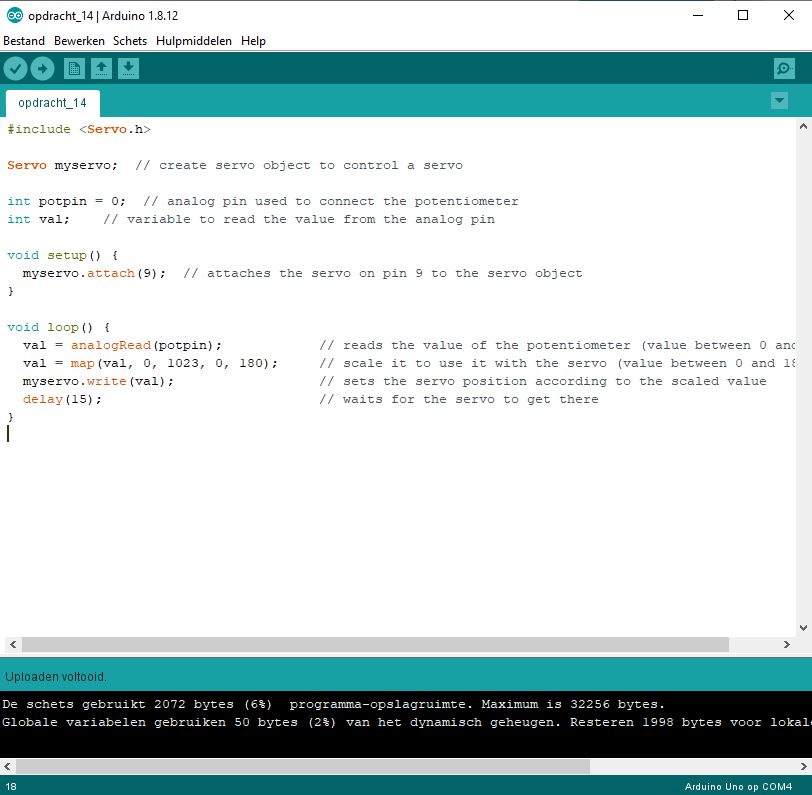 opdracht_14 | Arduino 1.8.12
Bestand Bewerken Schets Hulpmiddelen Help
opdracht_14
#include <Servo.h>
Servo myservo;  // create servo object to control a servo
int potpin = 0;  // analog pin used to connect the potentiometer
int val;    // variable to read the value from the analog pin
void setup() {
  myservo.attach(9);  // attaches the servo on pin 9 to the servo object
}
void loop() {
  val = analogRead(potpin);            // reads the value of the potentiometer (value between 0 and
  val = map(val, 0, 1023, 0, 180);     // scale it to use it with the servo (value between 0 and 18
  myservo.write(val);                  // sets the servo position according to the scaled value
  delay(15);                           // waits for the servo to get there
}
Uploaden voltooid.
De schets gebruikt 2072 bytes (6%)  programma-opslagruimte. Maximum is 32256 bytes.
Globale variabelen gebruiken 50 bytes (2%) van het dynamisch geheugen. Resteren 1998 bytes voor lokal
18
Arduino Uno op COM4